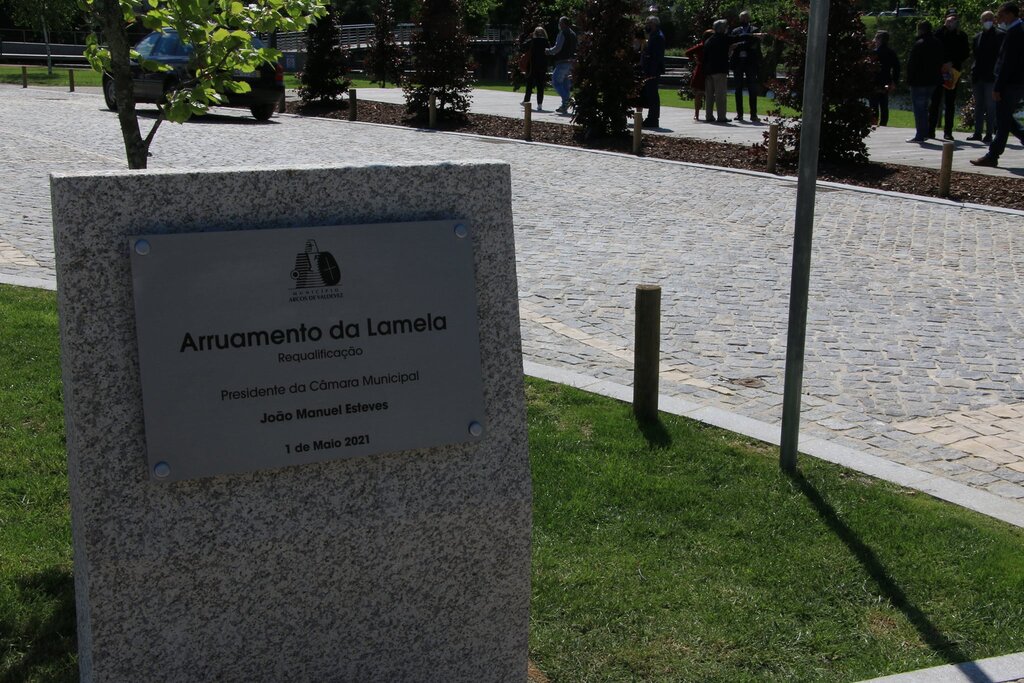 MUNICÍPIO
ARCOS DE VALDEVEZ
Arruamento da Lamela
Requalificação
Presidente da Câmara Municipal
João Manuel Esteves
1 de Maio 2021